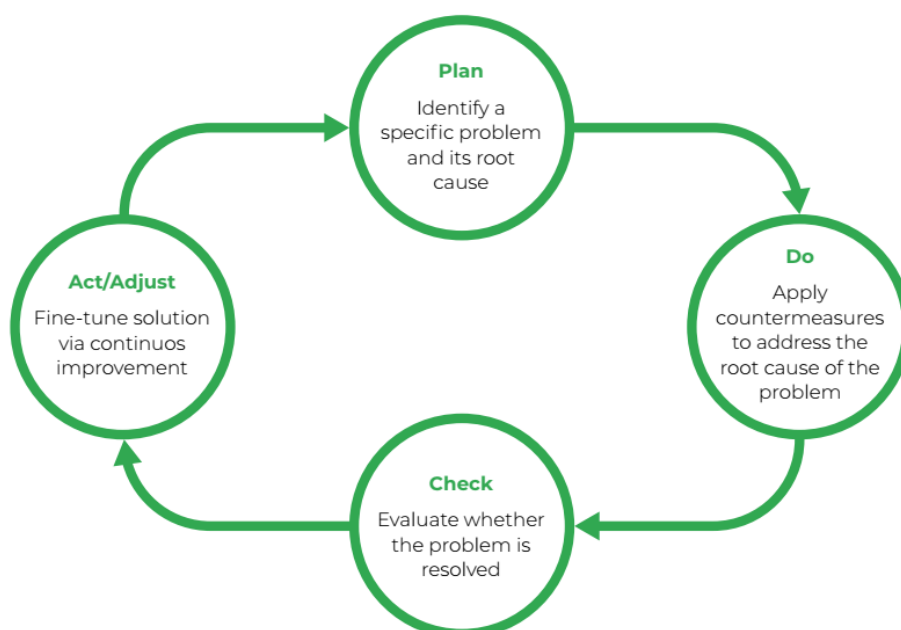 Plan
Identify a
specific problem
and its root
cause
Do
Apply
countermeasures
to address the
root cause of the
problem
Check
Evaluate whether
the problem is
resolved
Act/Adjust
Fine-tune solution
via continuos
improvement